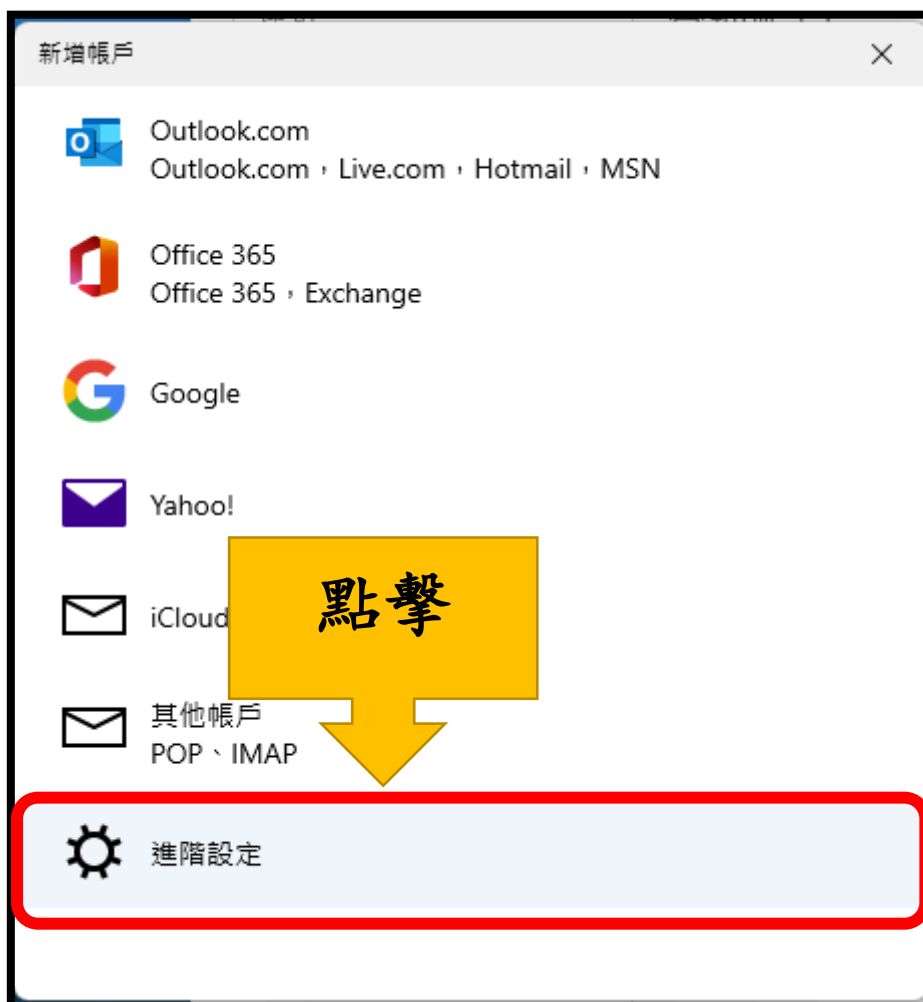 新增帳戶
Outlook.com
Outlook.com，Live.com，Hotmail，MSN
Office 365
Office 365，Exchange
Google
Yahoo!
點擊
iCloud
其他帳戶
POP、IMAP
進階設定